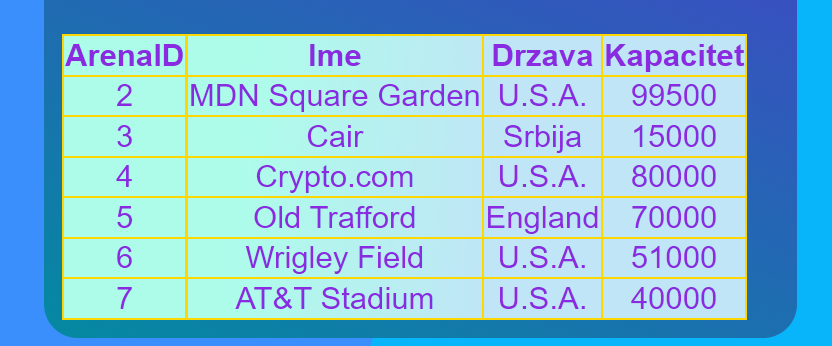 ArenaID Ime Drzava Kapacitet
2 MDN Square Garden U.S.A. 99500
3 Cair Srbija 15000
4 Crypto.com U.S.A. 80000
5 Old Trafford England 70000
6 Wrigley Field U.S.A. 51000
7 AT&T Stadium U.S.A. 40000